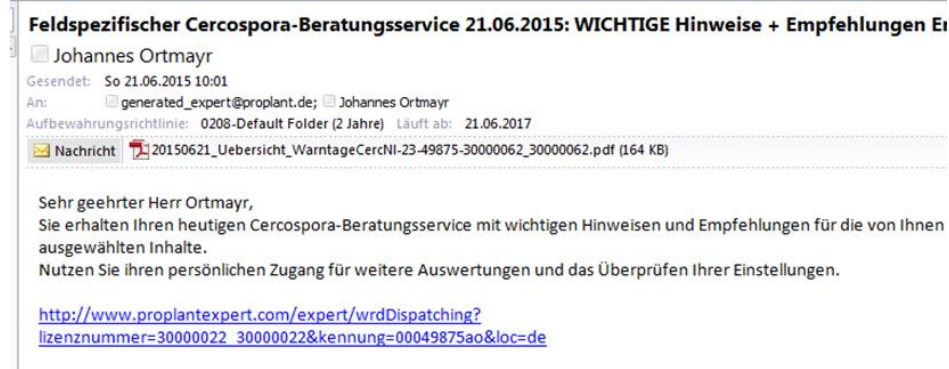 Feldspezifischer Cercospora-Beratungsservice 21.06.2015: WICHTIGE Hinweise + Empfehlungen
Johannes Ortmayr
Gesendet: So 21.06.2015 10:01
An: generated_expert@proplant.de; Johannes Ortmayr
Aufbewahrungsrichtlinie: 0208-Default Folder (2 Jahre) Läuft ab: 21.06.2017
Nachricht 20150621_Uebersicht_WarntageCercNI-23-49875-30000062_30000062.pdf (164 KB)
Sehr geehrter Herr Ortmayr,
Sie erhalten Ihren heutigen Cercospora-Beratungsservice mit wichtigen Hinweisen und Empfehlungen für die von Ihnen
ausgewählten Inhalte.
Nutzen Sie ihren persönlichen Zugang für weitere Auswertungen und das Überprüfen Ihrer Einstellungen.
http://www.proplantexpert.com/expert/wrdDispatching?
lizenznummer=30000022_30000022&kennung=00049875ao&loc=de